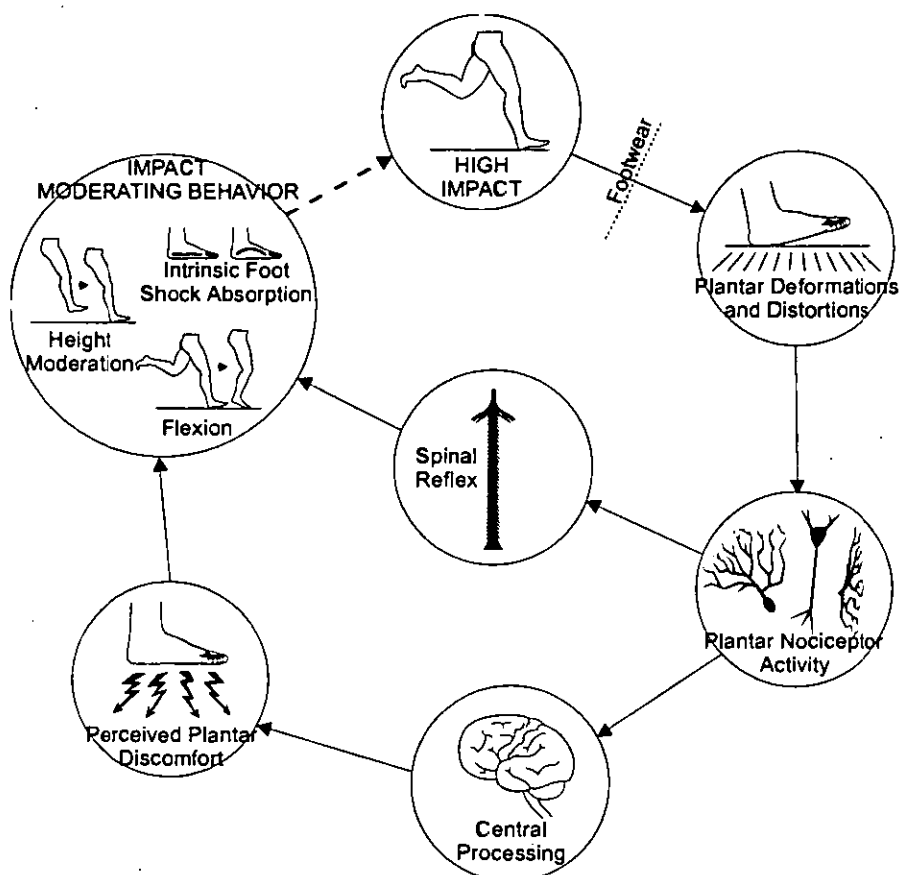 HIGH
IMPACT
Footwear
Plantar Deformations
and Distortions
Plantar Nociceptor
Activity
Central
Processing
Perceived Plantar
Discomfort
Spinal
Reflex
IMPACT
MODERATING BEHAVIOR
Intrinsic Foot
Shock Absorption
Height
Moderation
Flexion